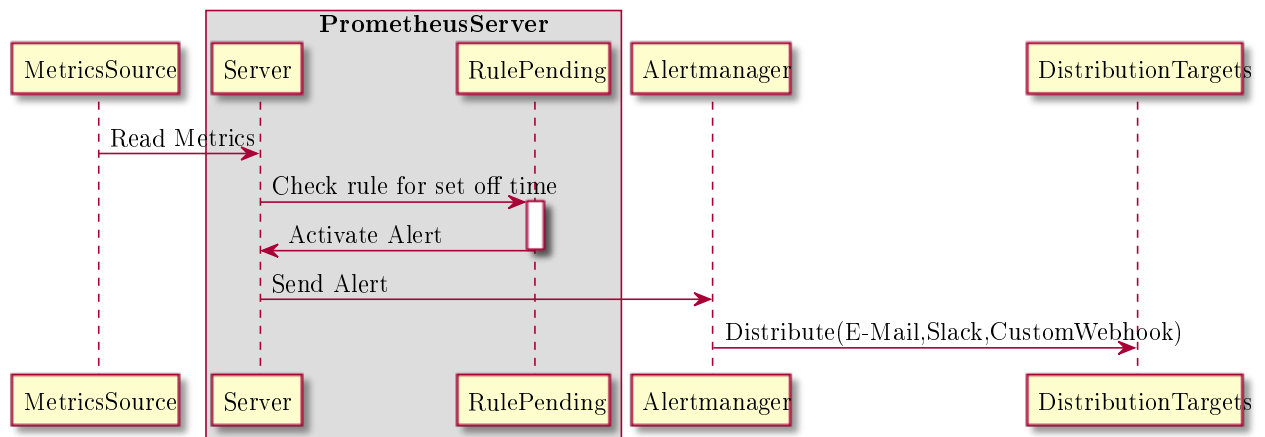 PrometheusServer
MetricsSource Server RulePending Alertmanager DistributionTargets
Read Metrics
Check rule for set off time
Activate Alert
Send Alert
Distribute(E-Mail,Slack,CustomWebhook)
MetricsSource Server RulePending Alertmanager DistributionTargets